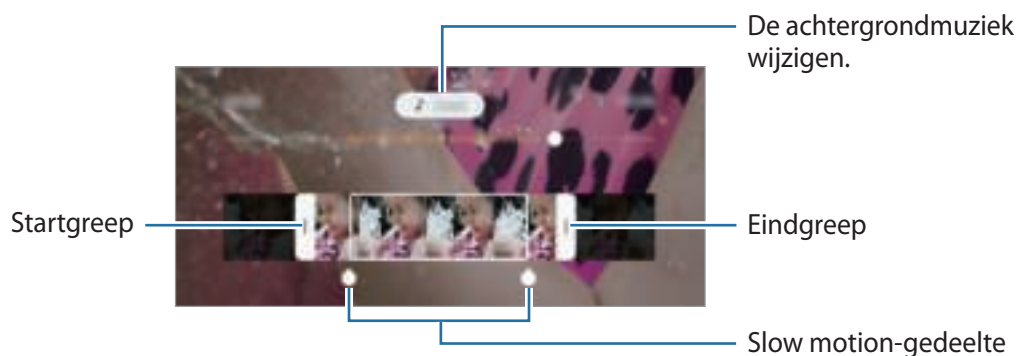 De achtergrondmuziek
wijzigen.
Startgreep
Eindgreep
Slow motion-gedeelte